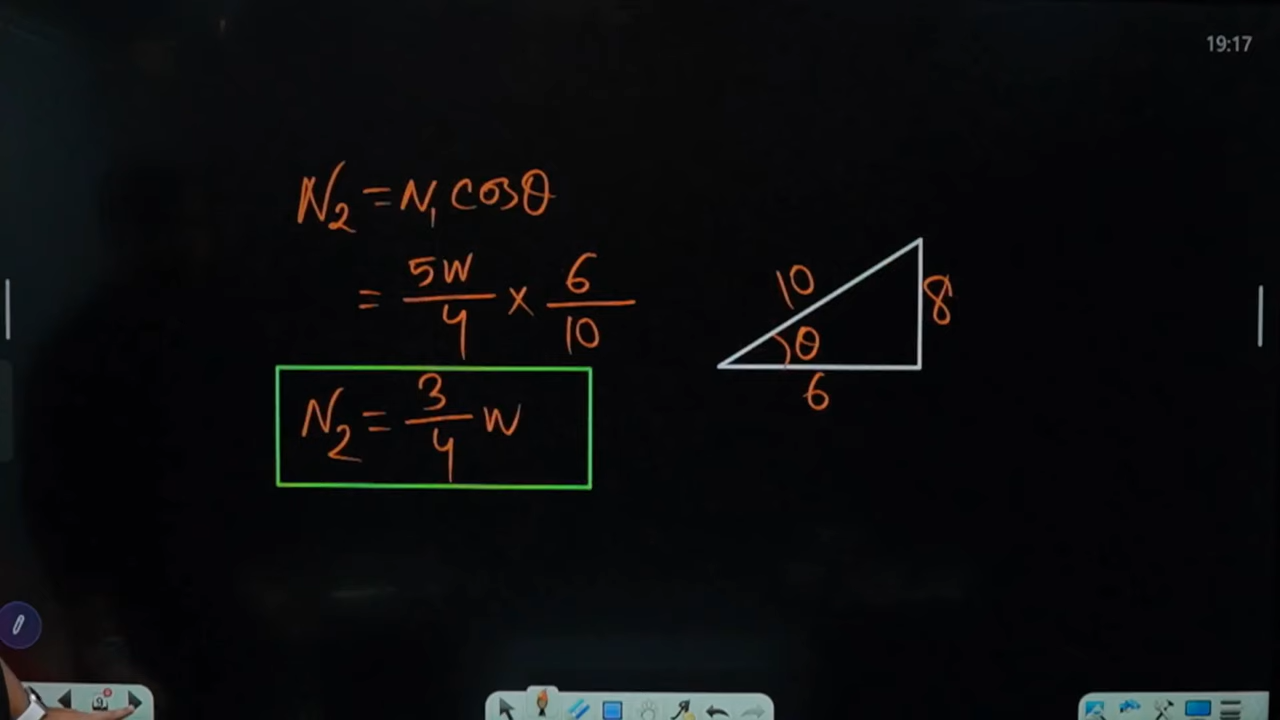 19:17
N₂ = N₁ cosθ
= 5W/4 × 6/10
N₂ = 3/4 W
10
8
θ
6